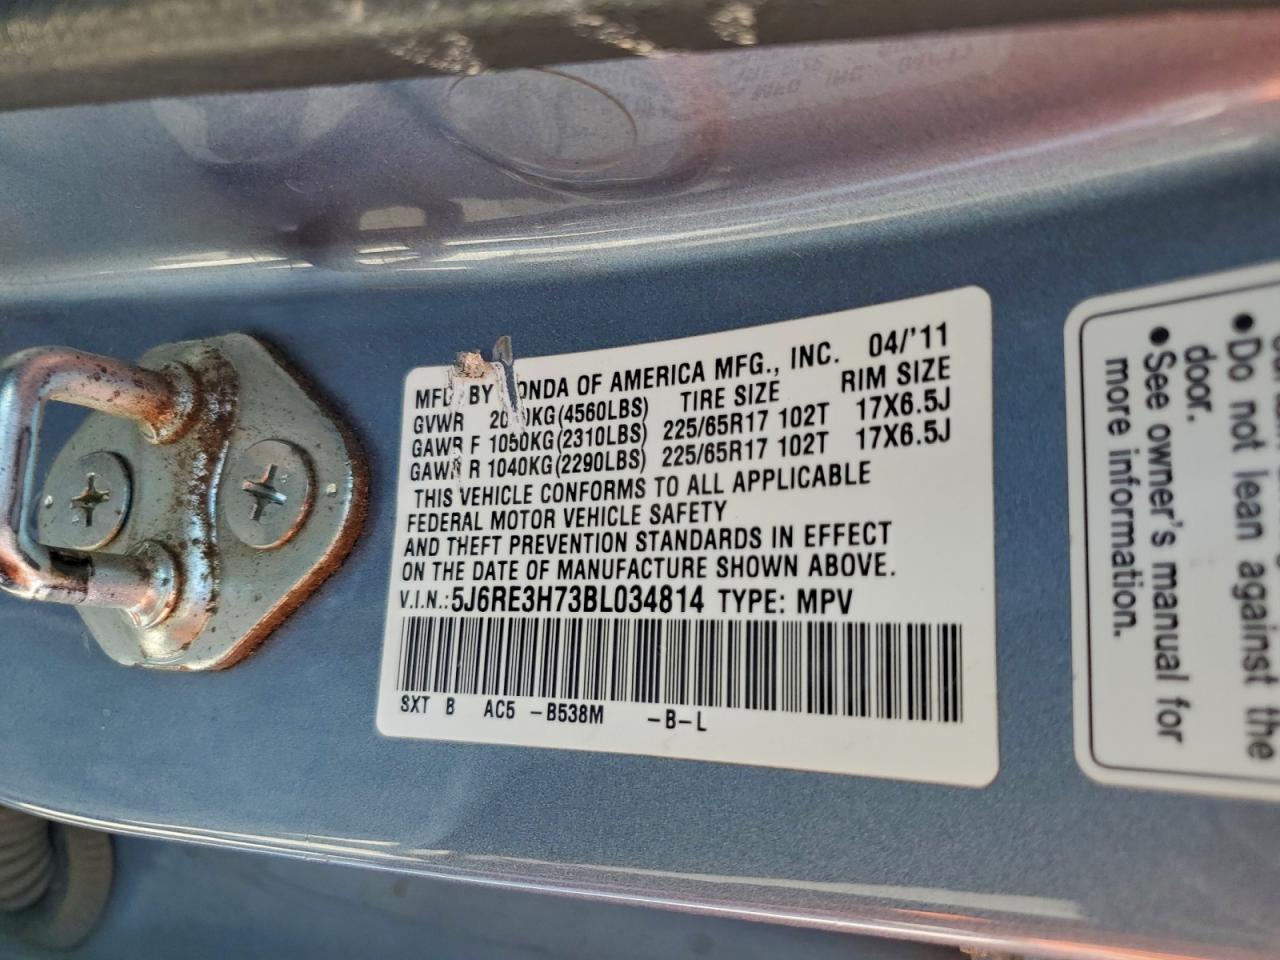 MFD BY HONDA OF AMERICA MFG., INC. 04/'11
GVWR (4560LBS) TIRE SIZE RIM SIZE
GAWR F 1050KG(2310LBS) 225/65R17 102T 17X6.5J
GAWR R 1040KG(2290LBS) 225/65R17 102T 17X6.5J
THIS VEHICLE CONFORMS TO ALL APPLICABLE
FEDERAL MOTOR VEHICLE SAFETY
AND THEFT PREVENTION STANDARDS IN EFFECT
ON THE DATE OF MANUFACTURE SHOWN ABOVE.
V.I.N.: 5J6RE3H73BL034814 TYPE: MPV
SXT B AC5 -B538M -B-L
•Do not lean against the
door.
•See owner's manual for
more information.